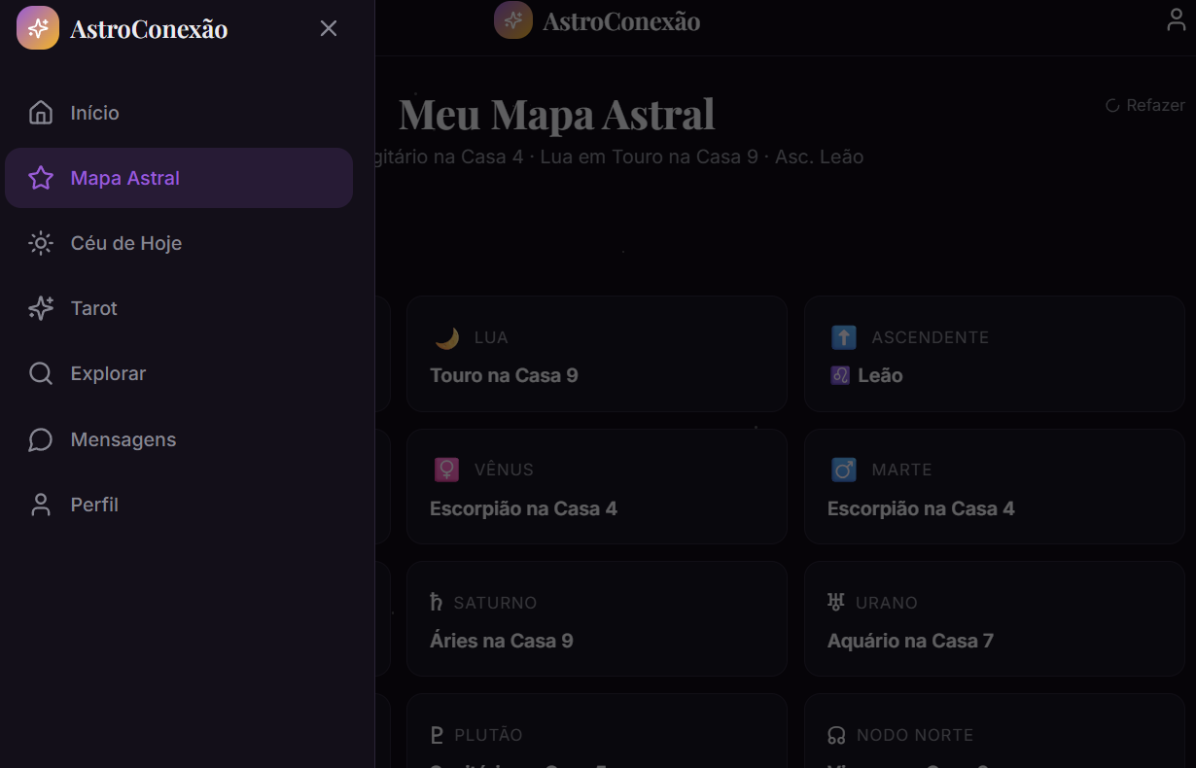 AstroConexão
Início
Mapa Astral
Céu de Hoje
Tarot
Explorar
Mensagens
Perfil
AstroConexão
Meu Mapa Astral
Refazer
na Casa 4 · Lua em Touro na Casa 9 · Asc. Leão
LUA
Touro na Casa 9
ASCENDENTE
Leão
VÊNUS
Escorpião na Casa 4
MARTE
Escorpião na Casa 4
SATURNO
Áries na Casa 9
URANO
Aquário na Casa 7
PLUTÃO
NODO NORTE